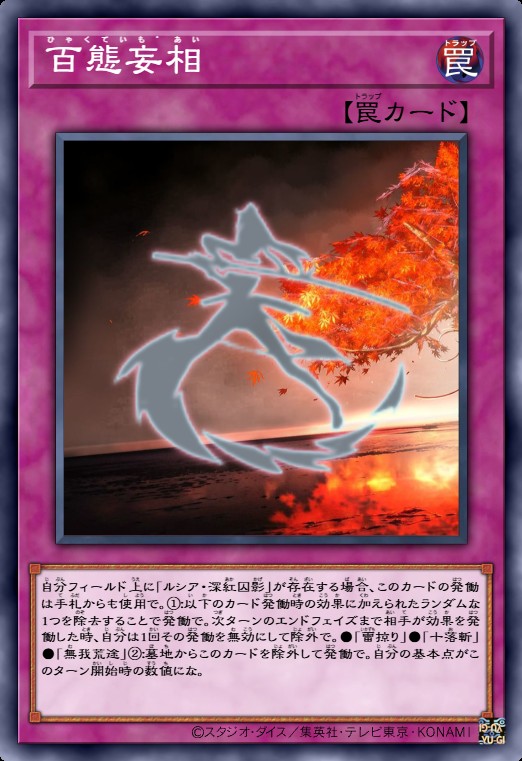 百態妄相
罠
【罠カード】
自分フィールド上に「ルシア・深紅囚影」が存在する場合、このカードの発動
は手札からも使用で。①:以下のカード発動時の効果に加えられたランダムな
1つを除去することで発動で。次ターンのエンドフェイズまで相手が効果を発
動した時、自分は1回その発動を無効にして除外で。●「雷掠り」●「十落斬」
●「無我荒途」②:墓地からこのカードを除外して発動で。自分の基本点がこ
のターン開始時の数値にな。
©スタジオ・ダイス/集英社・テレビ東京・KONAMI